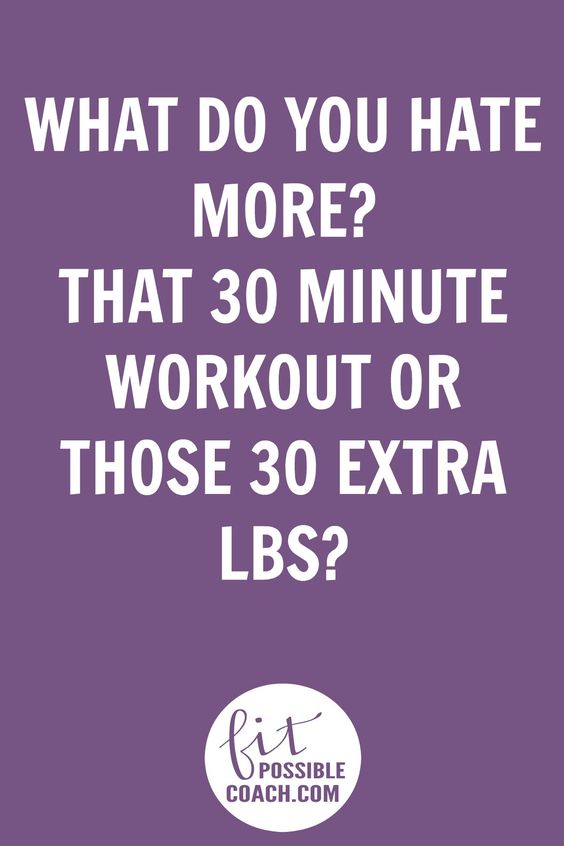 WHAT DO YOU HATE
MORE?
THAT 30 MINUTE
WORKOUT OR
THOSE 30 EXTRA
LBS?
fit
POSSIBLE
COACH.COM